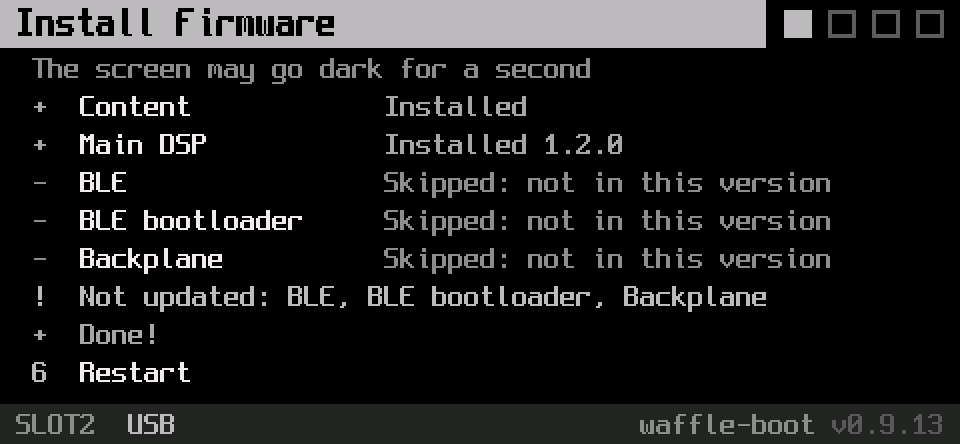 Install Firmware
The screen may go dark for a second
+ Content Installed
+ Main DSP Installed 1.2.0
- BLE Skipped: not in this version
- BLE bootloader Skipped: not in this version
- Backplane Skipped: not in this version
! Not updated: BLE, BLE bootloader, Backplane
+ Done!
6 Restart
SLOT2 USB waffle-boot v0.9.13